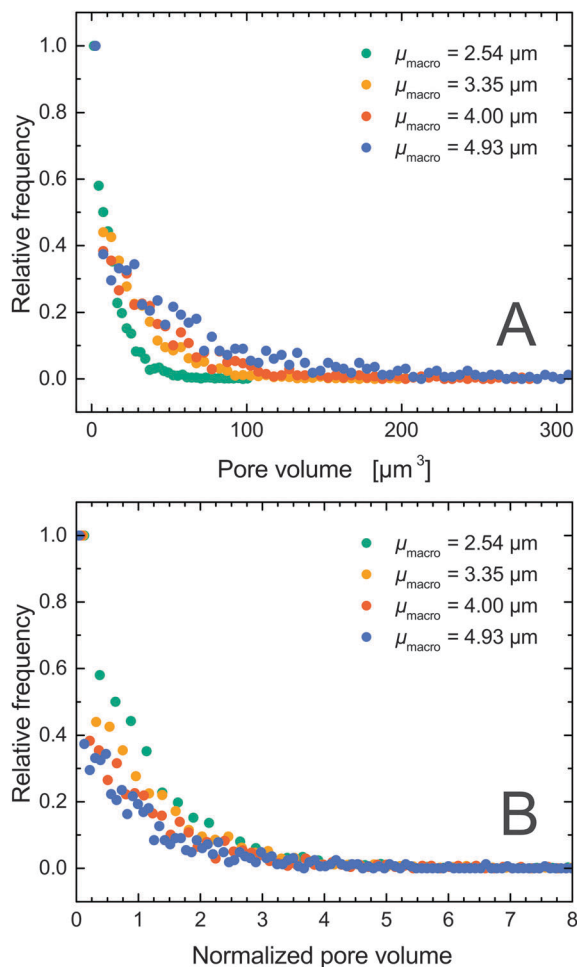 1.0
0.8
0.6
0.4
0.2
0.0
Relative frequency
μmacro = 2.54 μm
μmacro = 3.35 μm
μmacro = 4.00 μm
μmacro = 4.93 μm
A
0 100 200 300
Pore volume [μm³]
1.0
0.8
0.6
0.4
0.2
0.0
Relative frequency
μmacro = 2.54 μm
μmacro = 3.35 μm
μmacro = 4.00 μm
μmacro = 4.93 μm
B
0 1 2 3 4 5 6 7 8
Normalized pore volume